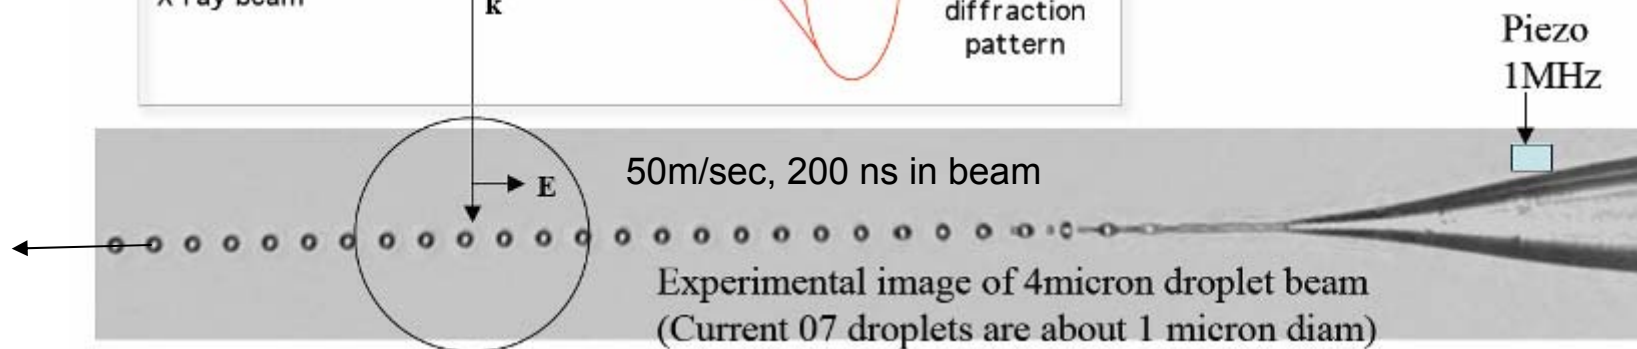 X-ray beam
k
diffraction
pattern
Piezo
1MHz
50m/sec, 200 ns in beam
E
Experimental image of 4micron droplet beam
(Current 07 droplets are about 1 micron diam)